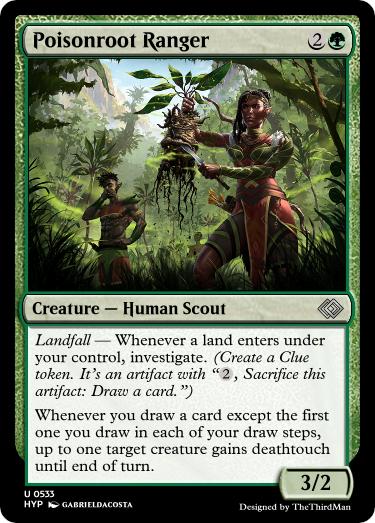 Poisonroot Ranger 2
Creature — Human Scout
Landfall — Whenever a land enters under
your control, investigate. (Create a Clue
token. It's an artifact with “2, Sacrifice this
artifact: Draw a card.”)
Whenever you draw a card except the first
one you draw in each of your draw steps,
up to one target creature gains deathtouch
until end of turn.
3/2
U 0533
HYP GABRIELDACOSTA
Designed by TheThirdMan